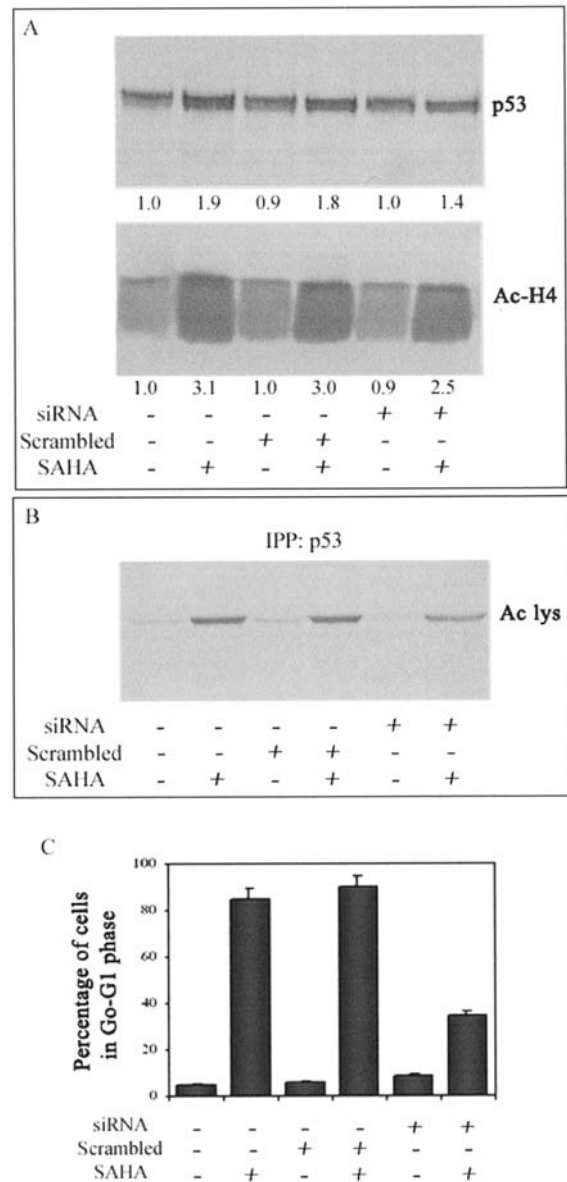 A
p53
1.0 1.9 0.9 1.8 1.0 1.4
Ac-H4
1.0 3.1 1.0 3.0 0.9 2.5
siRNA - - - - + +
Scrambled - - + + - -
SAHA - + - + - +
B
IPP: p53
Ac lys
siRNA - - - - + +
Scrambled - - + + - -
SAHA - + - + - +
C
Percentage of cells
in Go-G1 phase
100
80
60
40
20
0
siRNA - - - - + +
Scrambled - - + + - -
SAHA - + - + - +